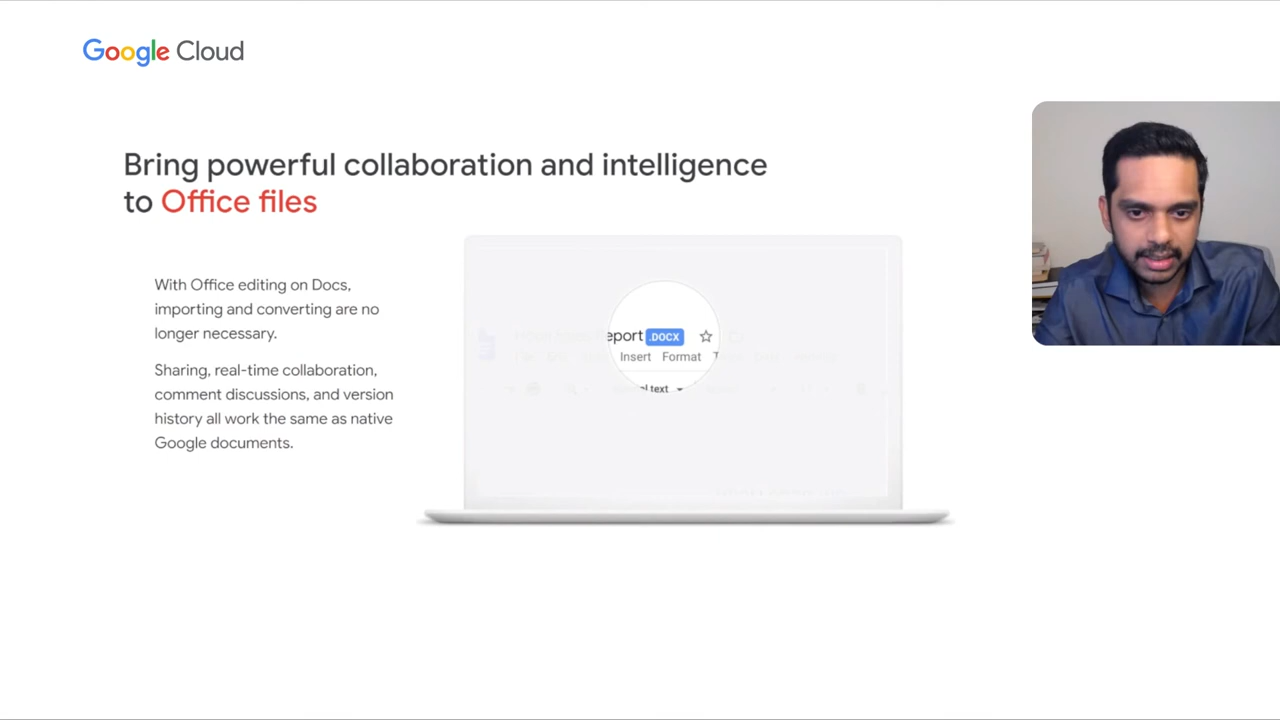 Google Cloud
Bring powerful collaboration and intelligence
to Office files
With Office editing on Docs,
importing and converting are no
longer necessary.
Sharing, real-time collaboration,
comment discussions, and version
history all work the same as native
Google documents.
eport .DOCX
Insert Format T
al text